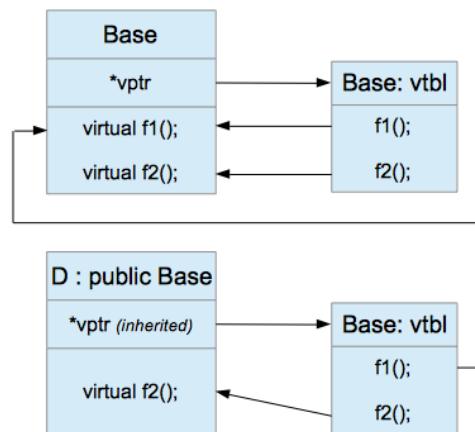 Base
*vptr
Base: vtbl
virtual f1();
f1();
virtual f2();
f2();
D : public Base
*vptr (inherited)
Base: vtbl
f1();
virtual f2();
f2();